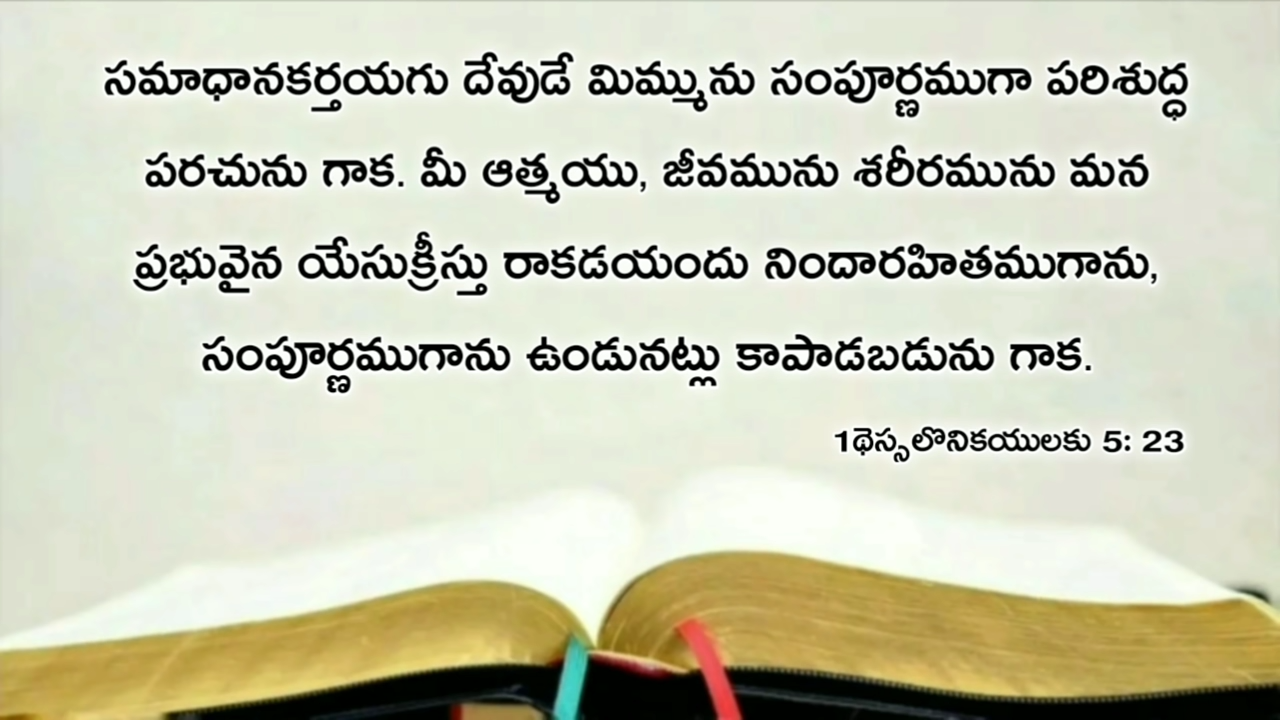 సమాధానకర్తయగు దేవుడే మిమ్మును సంపూర్ణముగా పరిశుద్ధ
పరచును గాక. మీ ఆత్మయు, జీవమును శరీరమును మన
ప్రభువైన యేసుక్రీస్తు రాకడయందు నిందారహితముగాను,
సంపూర్ణముగాను ఉండునట్లు కాపాడబడును గాక.
1థెస్సలొనికయులకు 5: 23